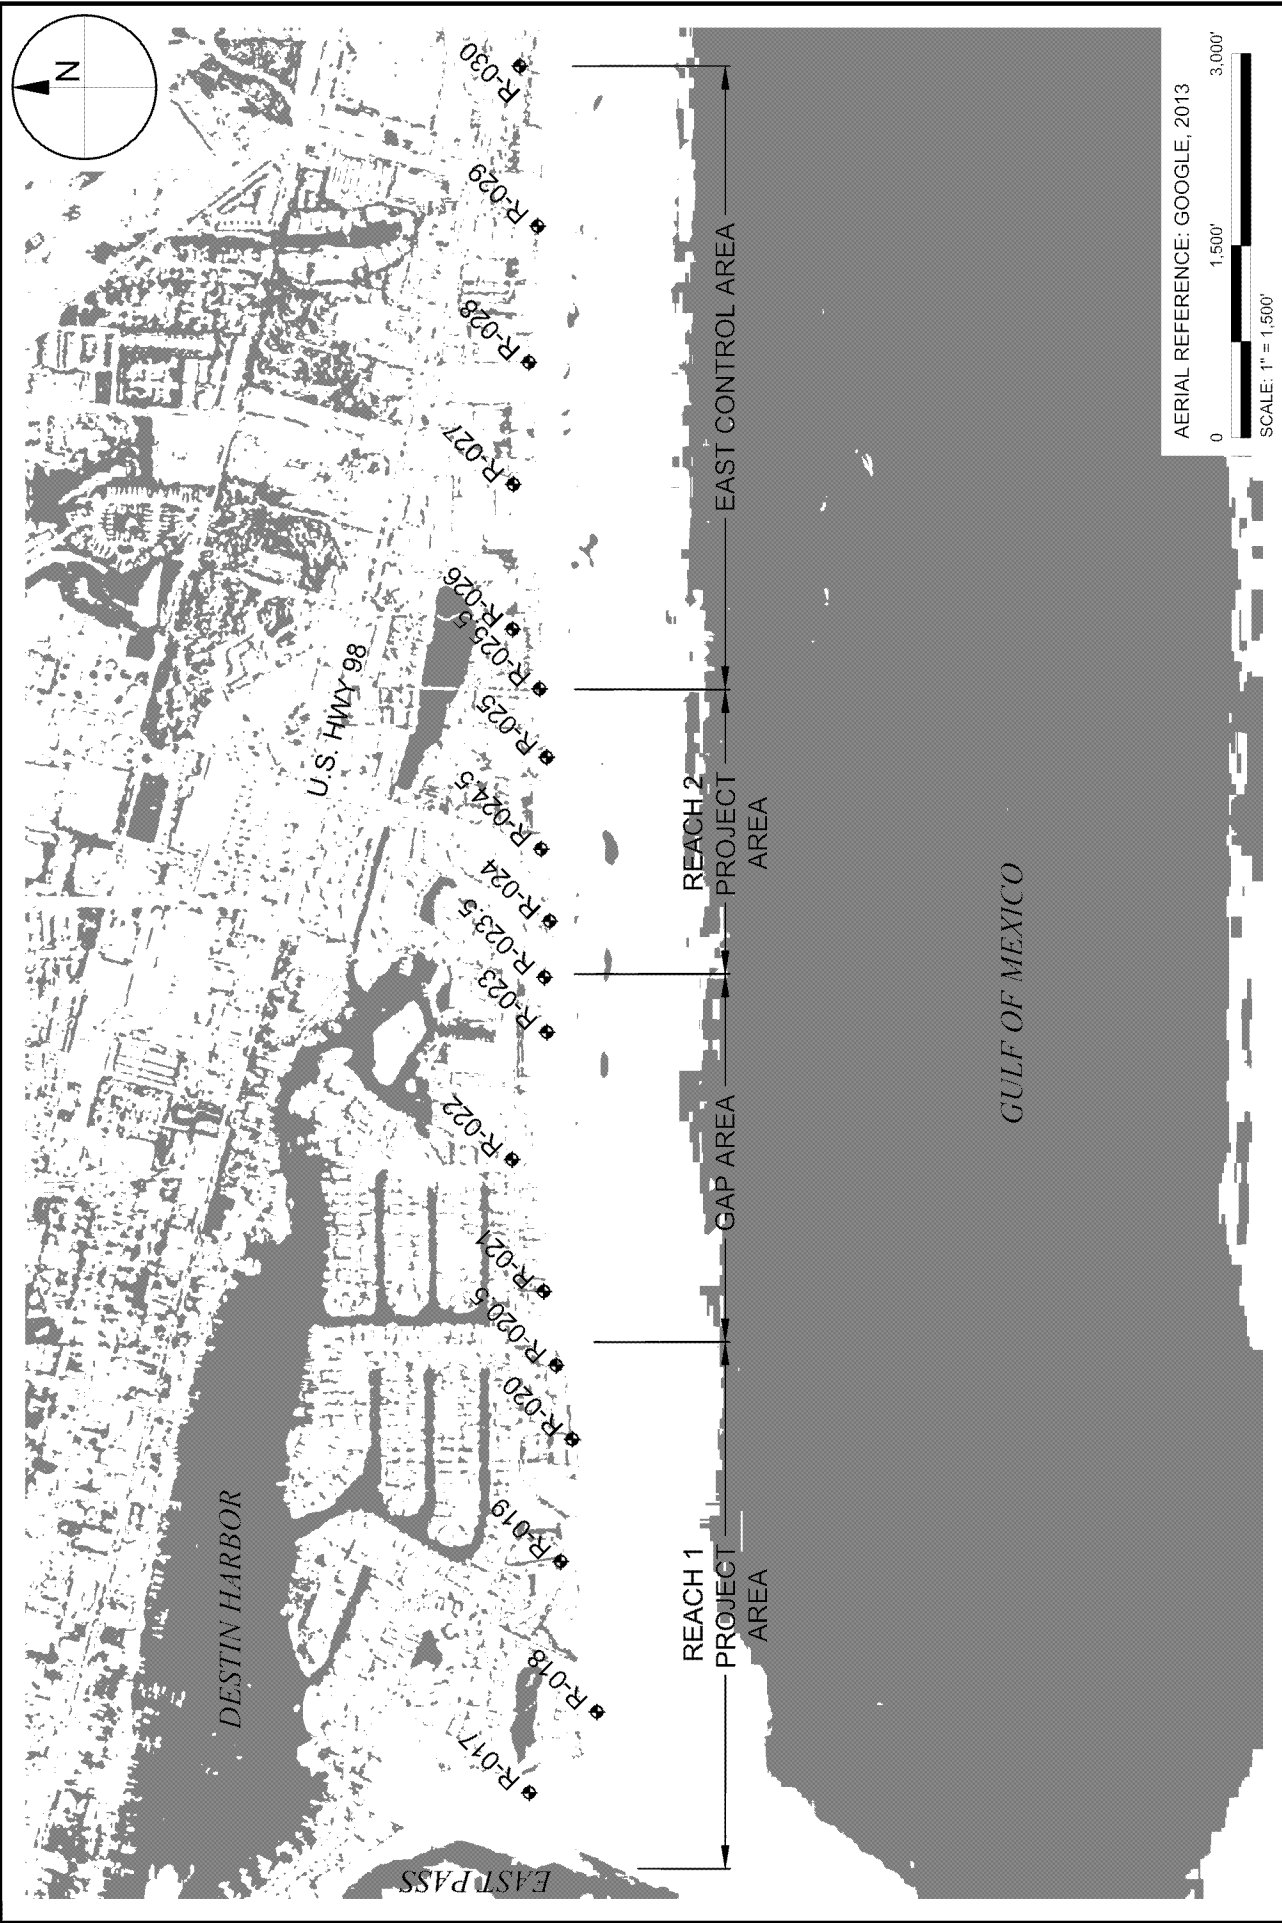 N
DESTIN HARBOR
U.S. HWY 98
EAST PASS
R-017
R-018
R-019
R-020
R-020.5
R-021
R-022
R-023
R-023.5
R-024
R-024.5
R-025
R-025.5
R-026
R-027
R-028
R-029
R-030
REACH 1
PROJECT
AREA
GAP AREA
REACH 2
PROJECT
AREA
EAST CONTROL AREA
GULF OF MEXICO
AERIAL REFERENCE: GOOGLE, 2013
0 1,500' 3,000'
SCALE: 1" = 1,500'